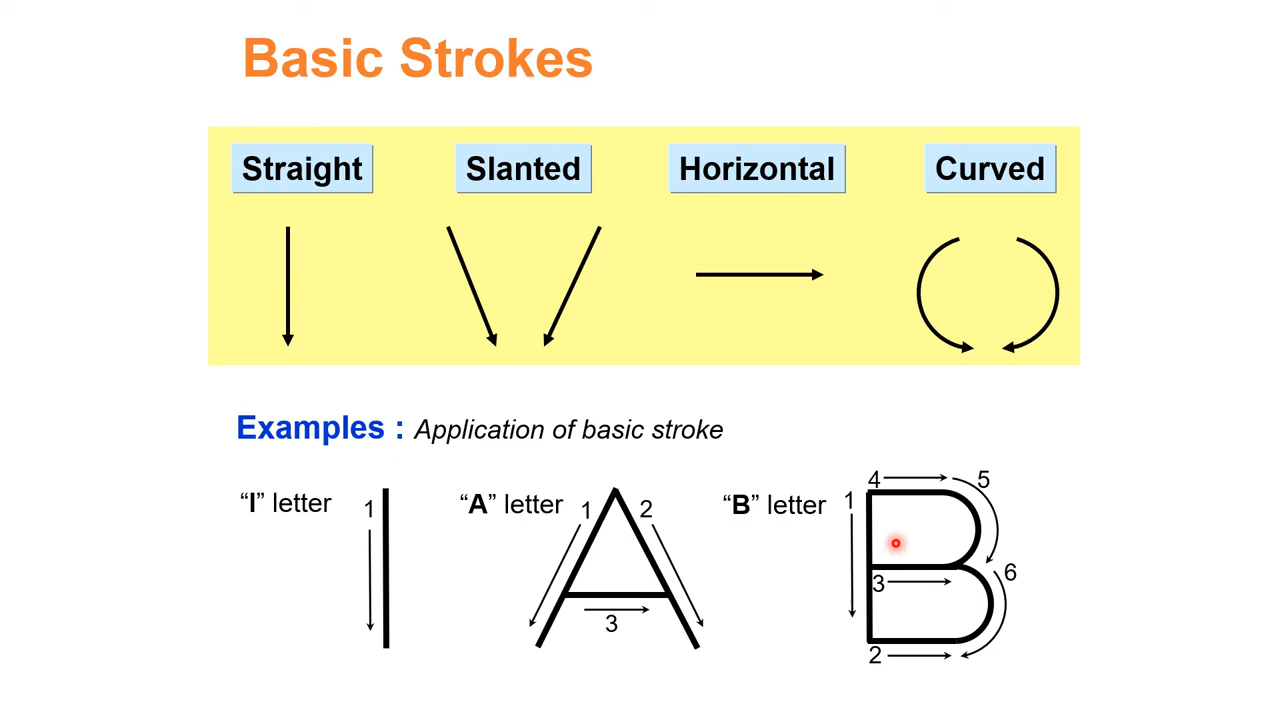 Basic Strokes
Straight Slanted Horizontal Curved
Examples : Application of basic stroke
“I” letter 1
“A” letter 1 2 3
“B” letter 1 4 5 3 6 2